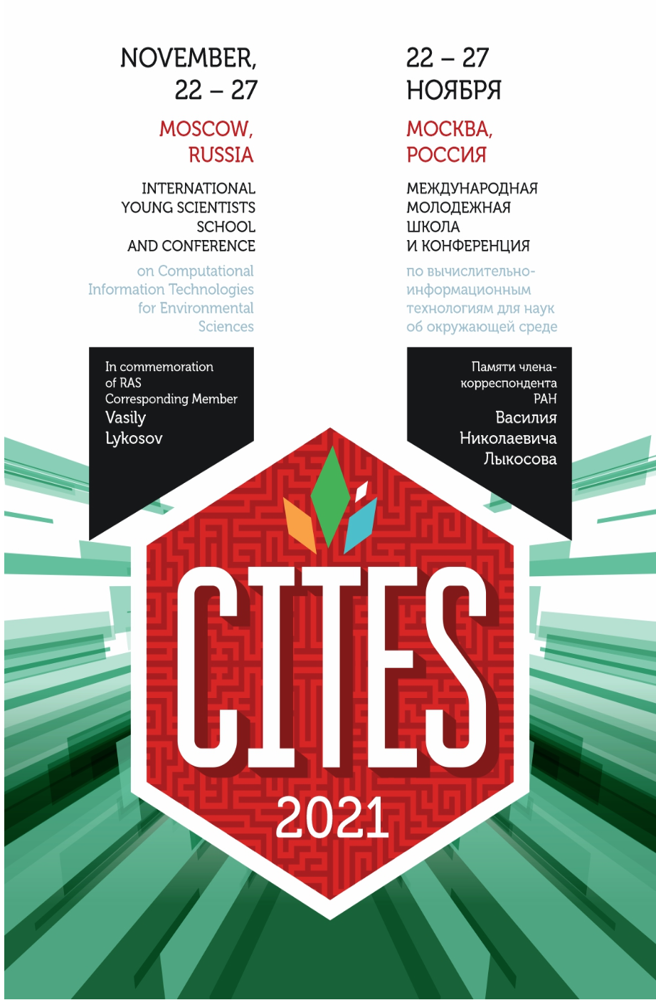 NOVEMBER,
22 – 27
MOSCOW,
RUSSIA
INTERNATIONAL
YOUNG SCIENTISTS
SCHOOL
AND CONFERENCE
on Computational
Information Technologies
for Environmental
Sciences
In commemoration
of RAS
Corresponding Member
Vasily
Lykosov
22 – 27
НОЯБРЯ
МОСКВА,
РОССИЯ
МЕЖДУНАРОДНАЯ
МОЛОДЕЖНАЯ
ШКОЛА
И КОНФЕРЕНЦИЯ
по вычислительно-
информационным
технологиям для наук
об окружающей среде
Памяти члена-
корреспондента
РАН
Василия
Николаевича
Лыкосова
CITES
2021